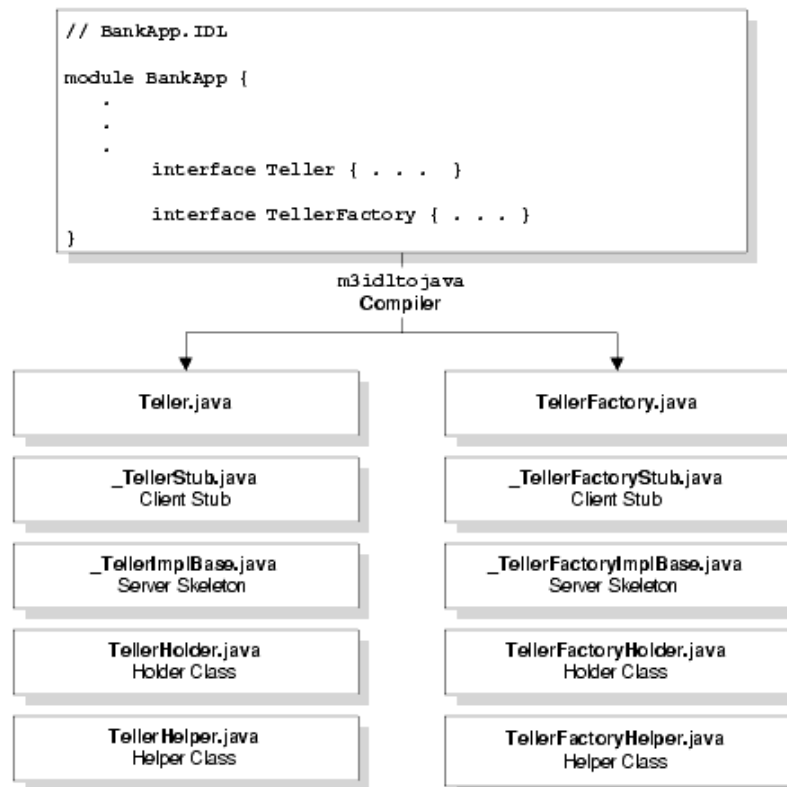 // BankApp.IDL
module BankApp {
.
.
.
interface Teller { . . . }
interface TellerFactory { . . . }
}
m3idltojava
Compiler
Teller.java
_TellerStub.java
Client Stub
_TellerImplBase.java
Server Skeleton
TellerHolder.java
Holder Class
TellerHelper.java
Helper Class
TellerFactory.java
_TellerFactoryStub.java
Client Stub
_TellerFactoryImplBase.java
Server Skeleton
TellerFactoryHolder.java
Holder Class
TellerFactoryHelper.java
Helper Class